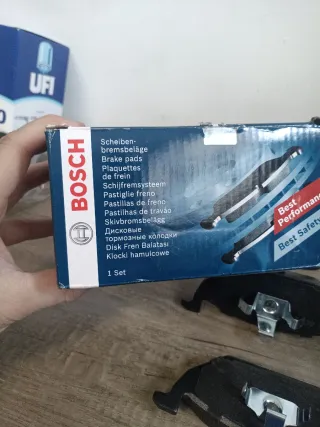 UFI
BOSCH
Scheiben-
bremsbeläge
Brake pads
Plaquettes
de frein
Schijfremsysteem
Pastiglie freno
Pastillas de freno
Pastilhas de travão
Skivbromsbelägg
Дисковые
тормозные колодки
Disk Fren Balatası
Klocki hamulcowe
1 Set
Best
Performance
Best Safety